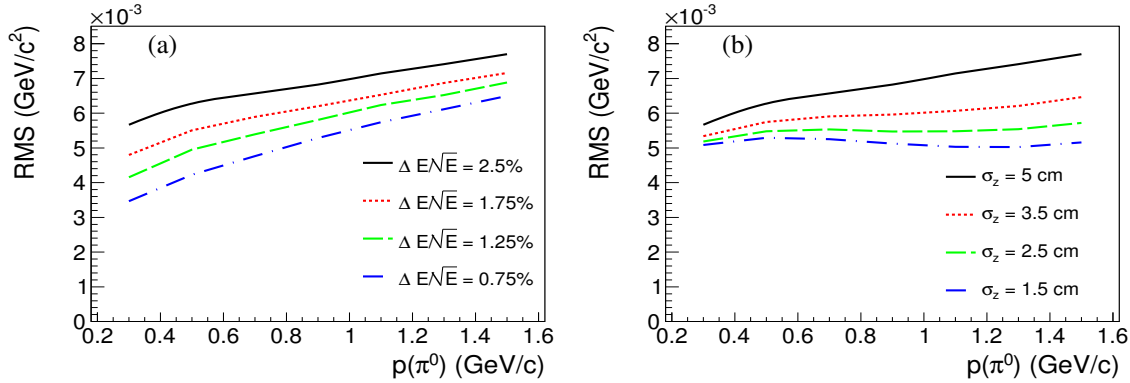 ×10⁻³
(a)
RMS (GeV/c²)
8
7
6
5
4
3
2
1
0
Δ E/√E = 2.5%
Δ E/√E = 1.75%
Δ E/√E = 1.25%
Δ E/√E = 0.75%
0.2 0.4 0.6 0.8 1 1.2 1.4 1.6
p(π⁰) (GeV/c)
×10⁻³
(b)
RMS (GeV/c²)
8
7
6
5
4
3
2
1
0
σz = 5 cm
σz = 3.5 cm
σz = 2.5 cm
σz = 1.5 cm
0.2 0.4 0.6 0.8 1 1.2 1.4 1.6
p(π⁰) (GeV/c)